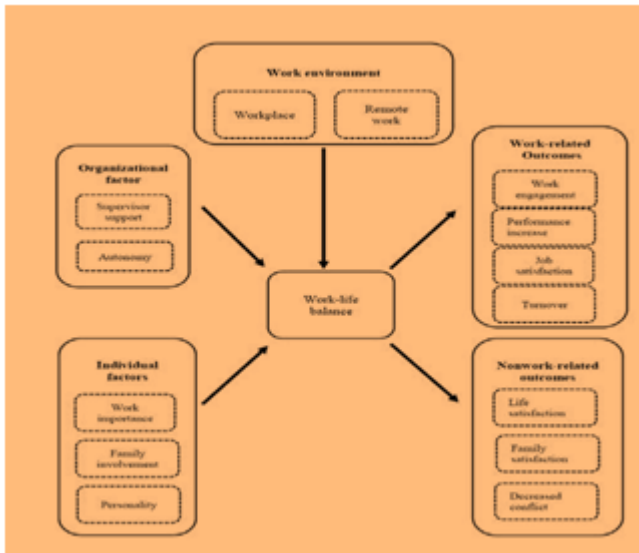 Work environment
Workplace
Remote
work
Organizational
factor
Supervisor
support
Autonomy
Work-related
Outcomes
Work
engagement
Performance
increase
Job
satisfaction
Turnover
Work-life
balance
Individual
factors
Work
importance
Family
involvement
Personality
Nonwork-related
outcomes
Life
satisfaction
Family
satisfaction
Decreased
conflict